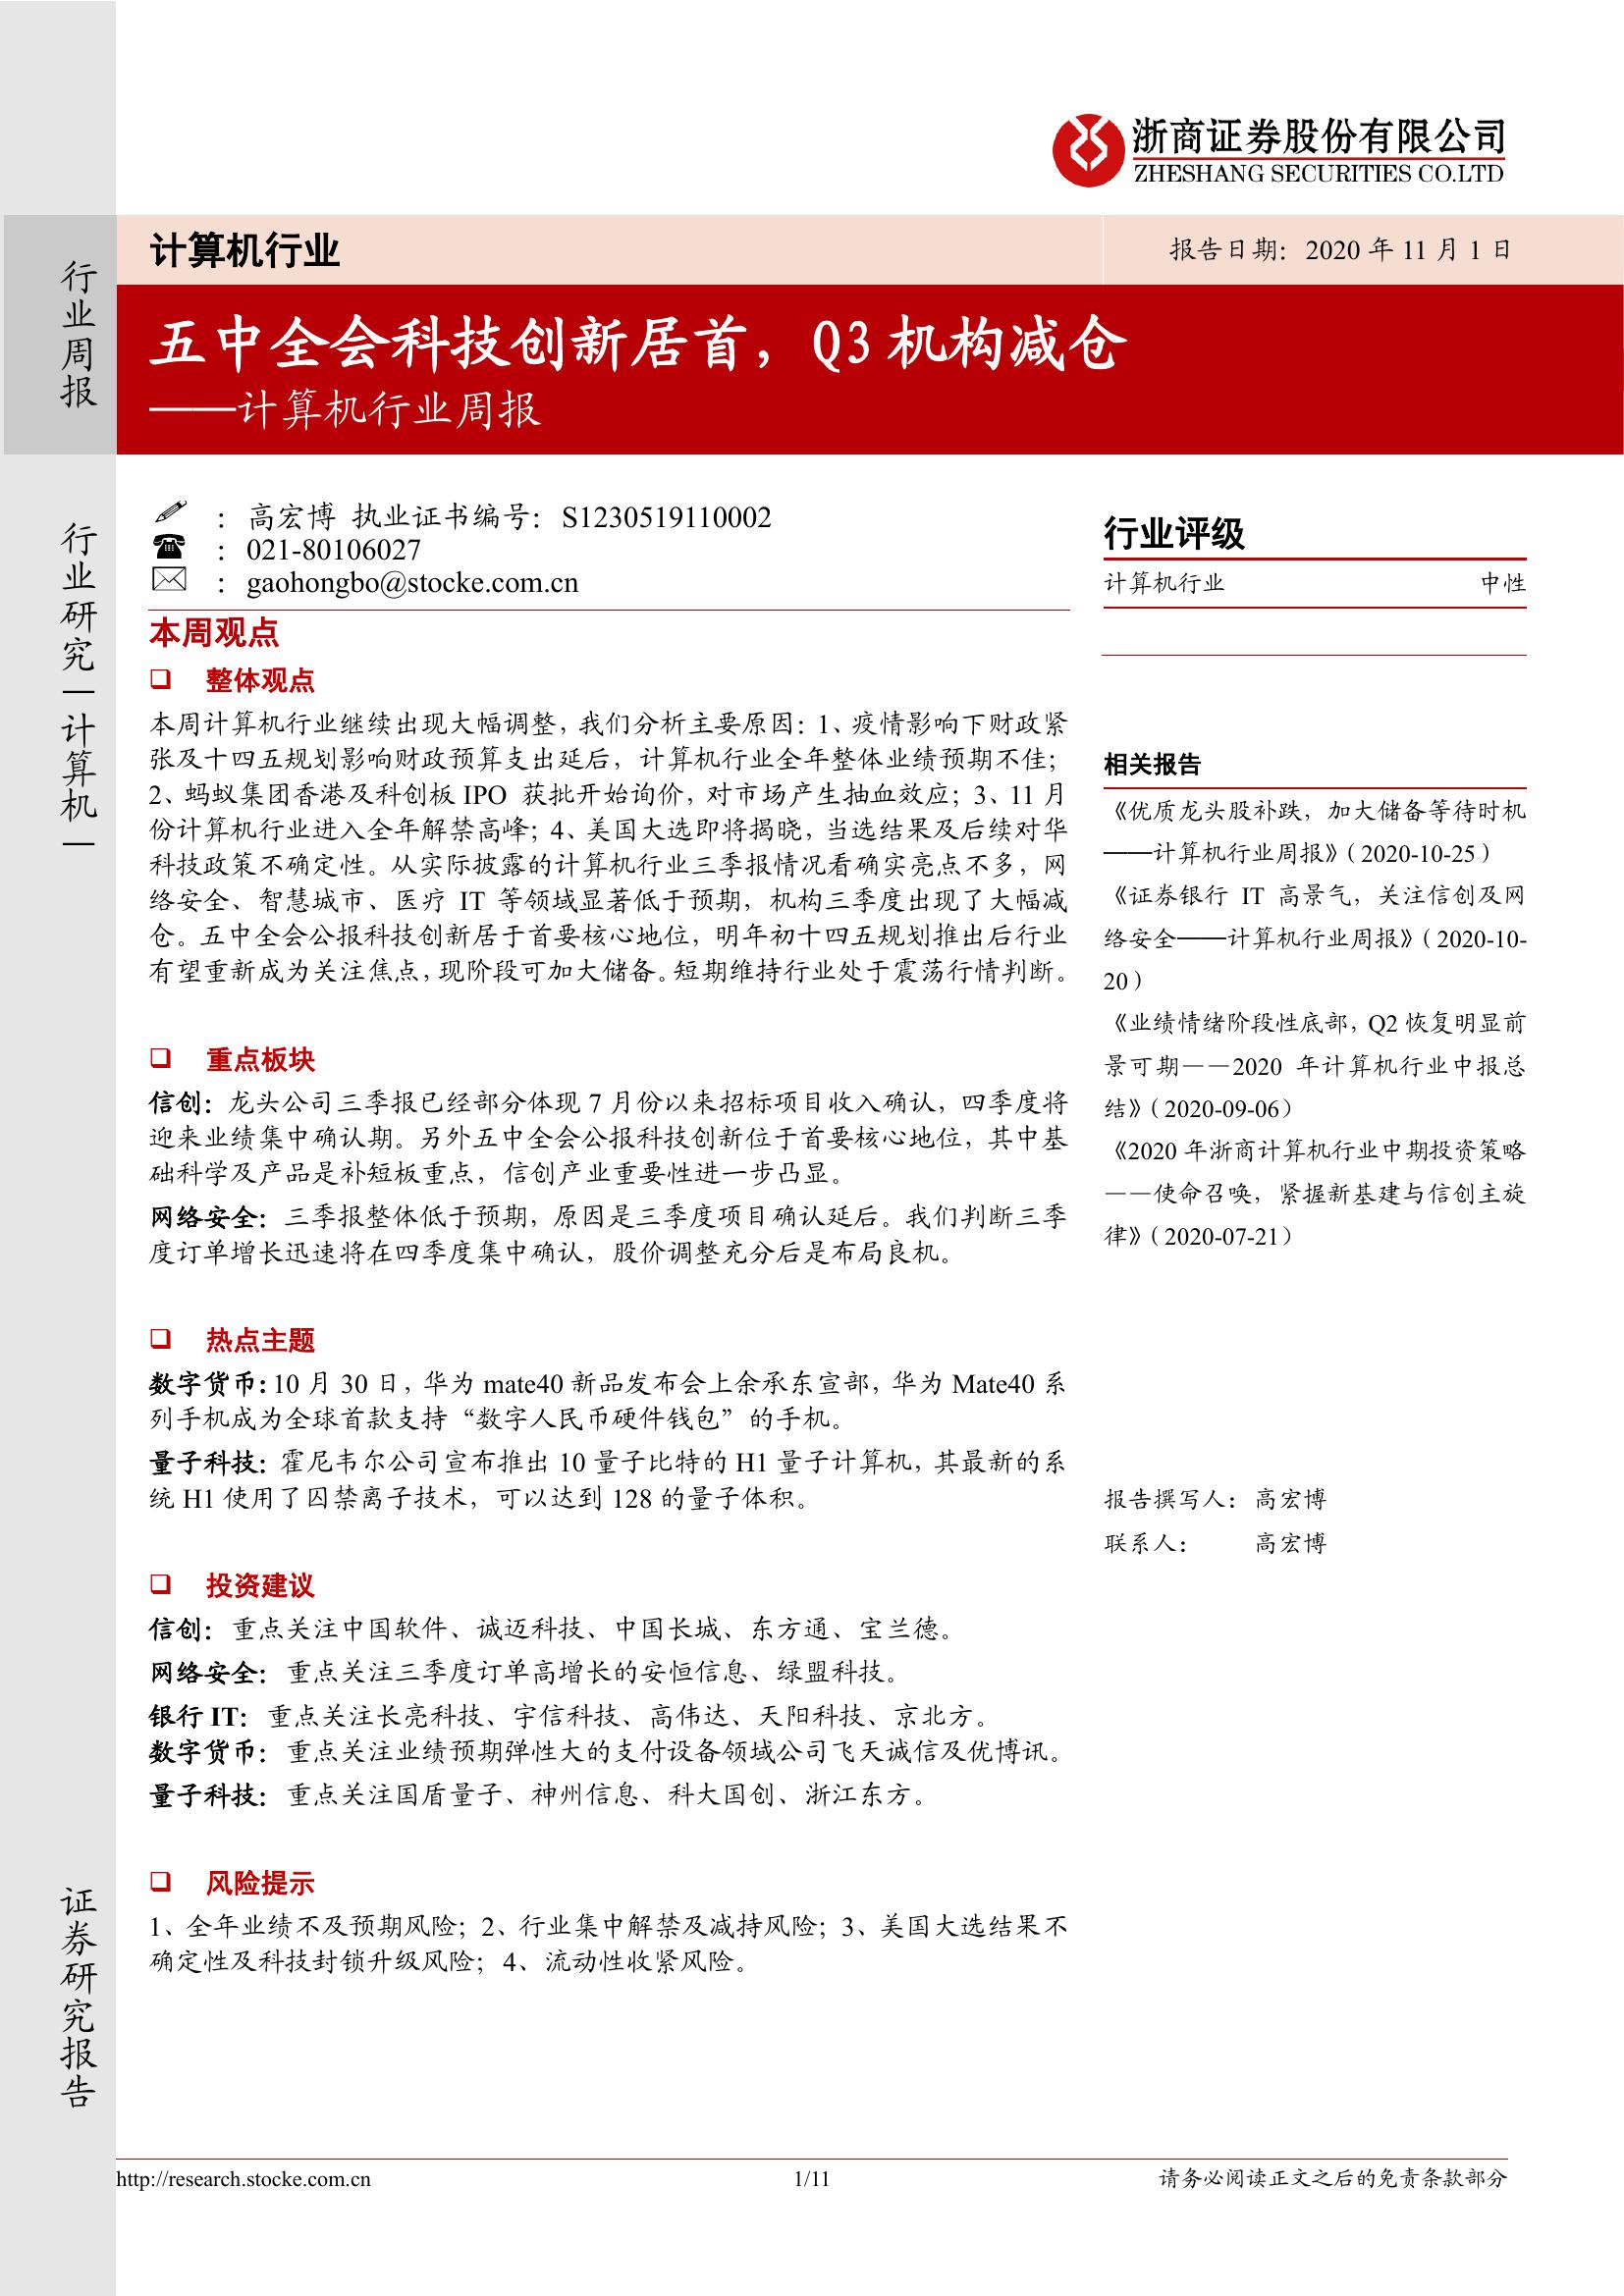 浙商证券股份有限公司
ZHESHANG SECURITIES CO.LTD
行业周报
行业研究｜计算机｜
证券研究报告
计算机行业
报告日期：2020 年 11 月 1 日
五中全会科技创新居首，Q3 机构减仓
——计算机行业周报
： 高宏博 执业证书编号：S1230519110002
： 021-80106027
： gaohongbo@stocke.com.cn
本周观点
整体观点
本周计算机行业继续出现大幅调整，我们分析主要原因：1、疫情影响下财政紧
张及十四五规划影响财政预算支出延后，计算机行业全年整体业绩预期不佳；
2、蚂蚁集团香港及科创板 IPO 获批开始询价，对市场产生抽血效应；3、11 月
份计算机行业进入全年解禁高峰；4、美国大选即将揭晓，当选结果及后续对华
科技政策不确定性。从实际披露的计算机行业三季报情况看确实亮点不多，网
络安全、智慧城市、医疗 IT 等领域显著低于预期，机构三季度出现了大幅减
仓。五中全会公报科技创新居于首要核心地位，明年初十四五规划推出后行业
有望重新成为关注焦点，现阶段可加大储备。短期维持行业处于震荡行情判断。
重点板块
信创：龙头公司三季报已经部分体现 7 月份以来招标项目收入确认，四季度将
迎来业绩集中确认期。另外五中全会公报科技创新位于首要核心地位，其中基
础科学及产品是补短板重点，信创产业重要性进一步凸显。
网络安全：三季报整体低于预期，原因是三季度项目确认延后。我们判断三季
度订单增长迅速将在四季度集中确认，股价调整充分后是布局良机。
热点主题
数字货币：10 月 30 日，华为 mate40 新品发布会上余承东宣部，华为 Mate40 系
列手机成为全球首款支持“数字人民币硬件钱包”的手机。
量子科技：霍尼韦尔公司宣布推出 10 量子比特的 H1 量子计算机，其最新的系
统 H1 使用了囚禁离子技术，可以达到 128 的量子体积。
投资建议
信创：重点关注中国软件、诚迈科技、中国长城、东方通、宝兰德。
网络安全：重点关注三季度订单高增长的安恒信息、绿盟科技。
银行 IT：重点关注长亮科技、宇信科技、高伟达、天阳科技、京北方。
数字货币：重点关注业绩预期弹性大的支付设备领域公司飞天诚信及优博讯。
量子科技：重点关注国盾量子、神州信息、科大国创、浙江东方。
风险提示
1、全年业绩不及预期风险；2、行业集中解禁及减持风险；3、美国大选结果不
确定性及科技封锁升级风险；4、流动性收紧风险。
行业评级
计算机行业 中性
相关报告
《优质龙头股补跌，加大储备等待时机
——计算机行业周报》（2020-10-25）
《证券银行 IT 高景气，关注信创及网
络安全——计算机行业周报》（2020-10-
20）
《业绩情绪阶段性底部，Q2 恢复明显前
景可期——2020 年计算机行业中报总
结》（2020-09-06）
《2020 年浙商计算机行业中期投资策略
——使命召唤，紧握新基建与信创主旋
律》（2020-07-21）
报告撰写人：高宏博
联系人： 高宏博
http://research.stocke.com.cn 1/11 请务必阅读正文之后的免责条款部分